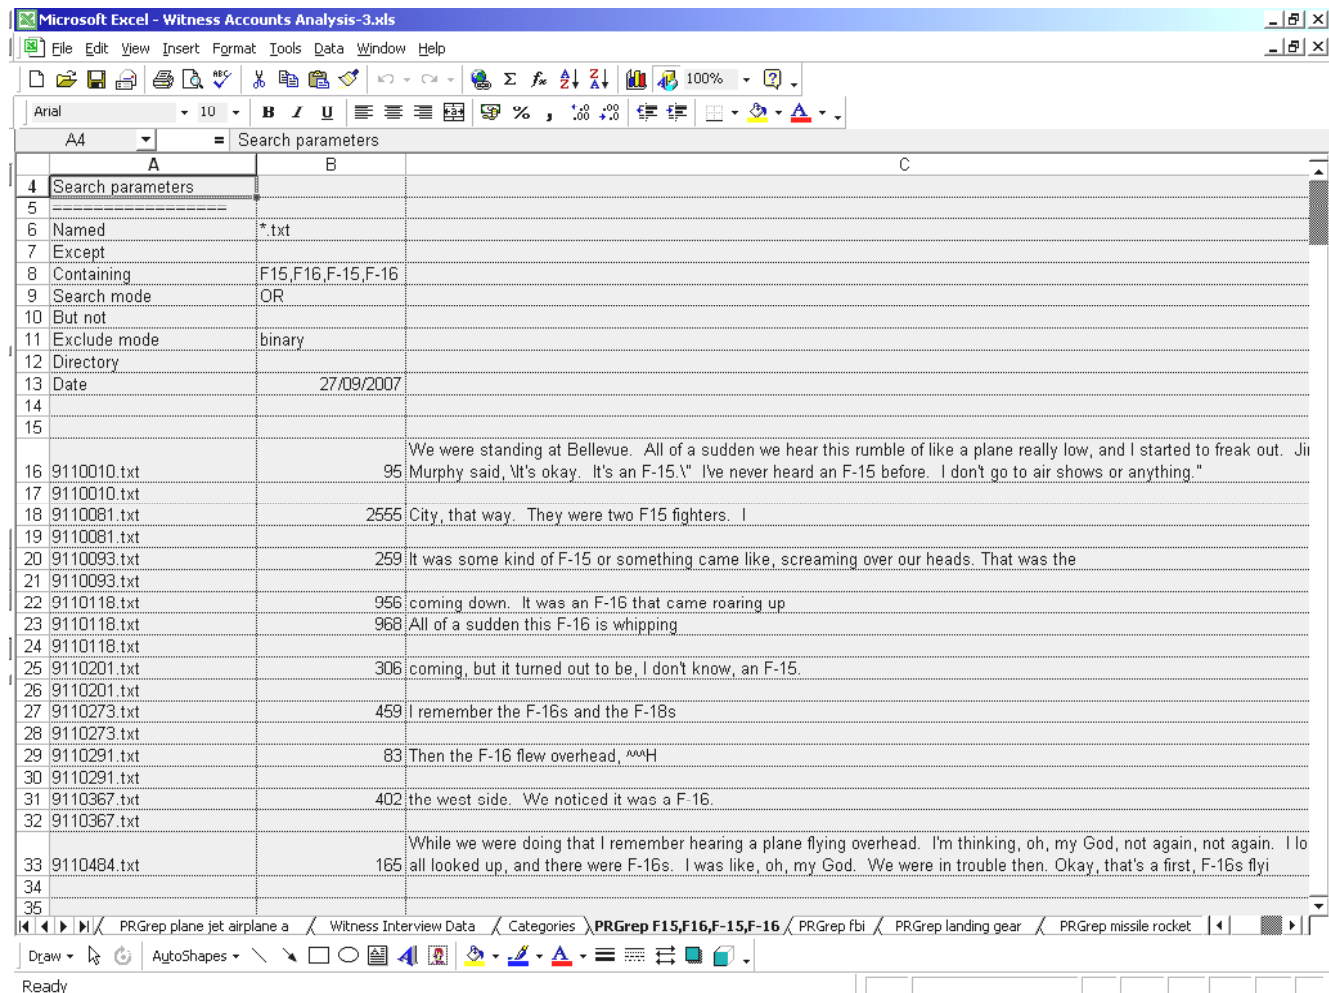 Microsoft Excel - Witness Accounts Analysis-3.xls
File Edit View Insert Format Tools Data Window Help
100%
Arial 10 B I U
A4 = Search parameters
A B C
4 Search parameters
5 =================
6 Named *.txt
7 Except
8 Containing F15,F16,F-15,F-16
9 Search mode OR
10 But not
11 Exclude mode binary
12 Directory
13 Date 27/09/2007
14
15
We were standing at Bellevue.  All of a sudden we hear this rumble of like a plane really low, and I started to freak out.  Ji
16 9110010.txt 95 Murphy said, \It's okay.  It's an F-15.\"  I've never heard an F-15 before.  I don't go to air shows or anything."
17 9110010.txt
18 9110081.txt 2555 City, that way.  They were two F15 fighters.  I
19 9110081.txt
20 9110093.txt 259 It was some kind of F-15 or something came like, screaming over our heads. That was the
21 9110093.txt
22 9110118.txt 956 coming down.  It was an F-16 that came roaring up
23 9110118.txt 968 All of a sudden this F-16 is whipping
24 9110118.txt
25 9110201.txt 306 coming, but it turned out to be, I don't know, an F-15.
26 9110201.txt
27 9110273.txt 459 I remember the F-16s and the F-18s
28 9110273.txt
29 9110291.txt 83 Then the F-16 flew overhead, ^^^H
30 9110291.txt
31 9110367.txt 402 the west side.  We noticed it was a F-16.
32 9110367.txt
While we were doing that I remember hearing a plane flying overhead.  I'm thinking, oh, my God, not again, not again.  I lo
33 9110484.txt 165 all looked up, and there were F-16s.  I was like, oh, my God.  We were in trouble then. Okay, that's a first, F-16s flyi
34
35
PRGrep plane jet airplane a / Witness Interview Data / Categories \ PRGrep F15,F16,F-15,F-16 / PRGrep fbi / PRGrep landing gear / PRGrep missile rocket
Draw AutoShapes
Ready